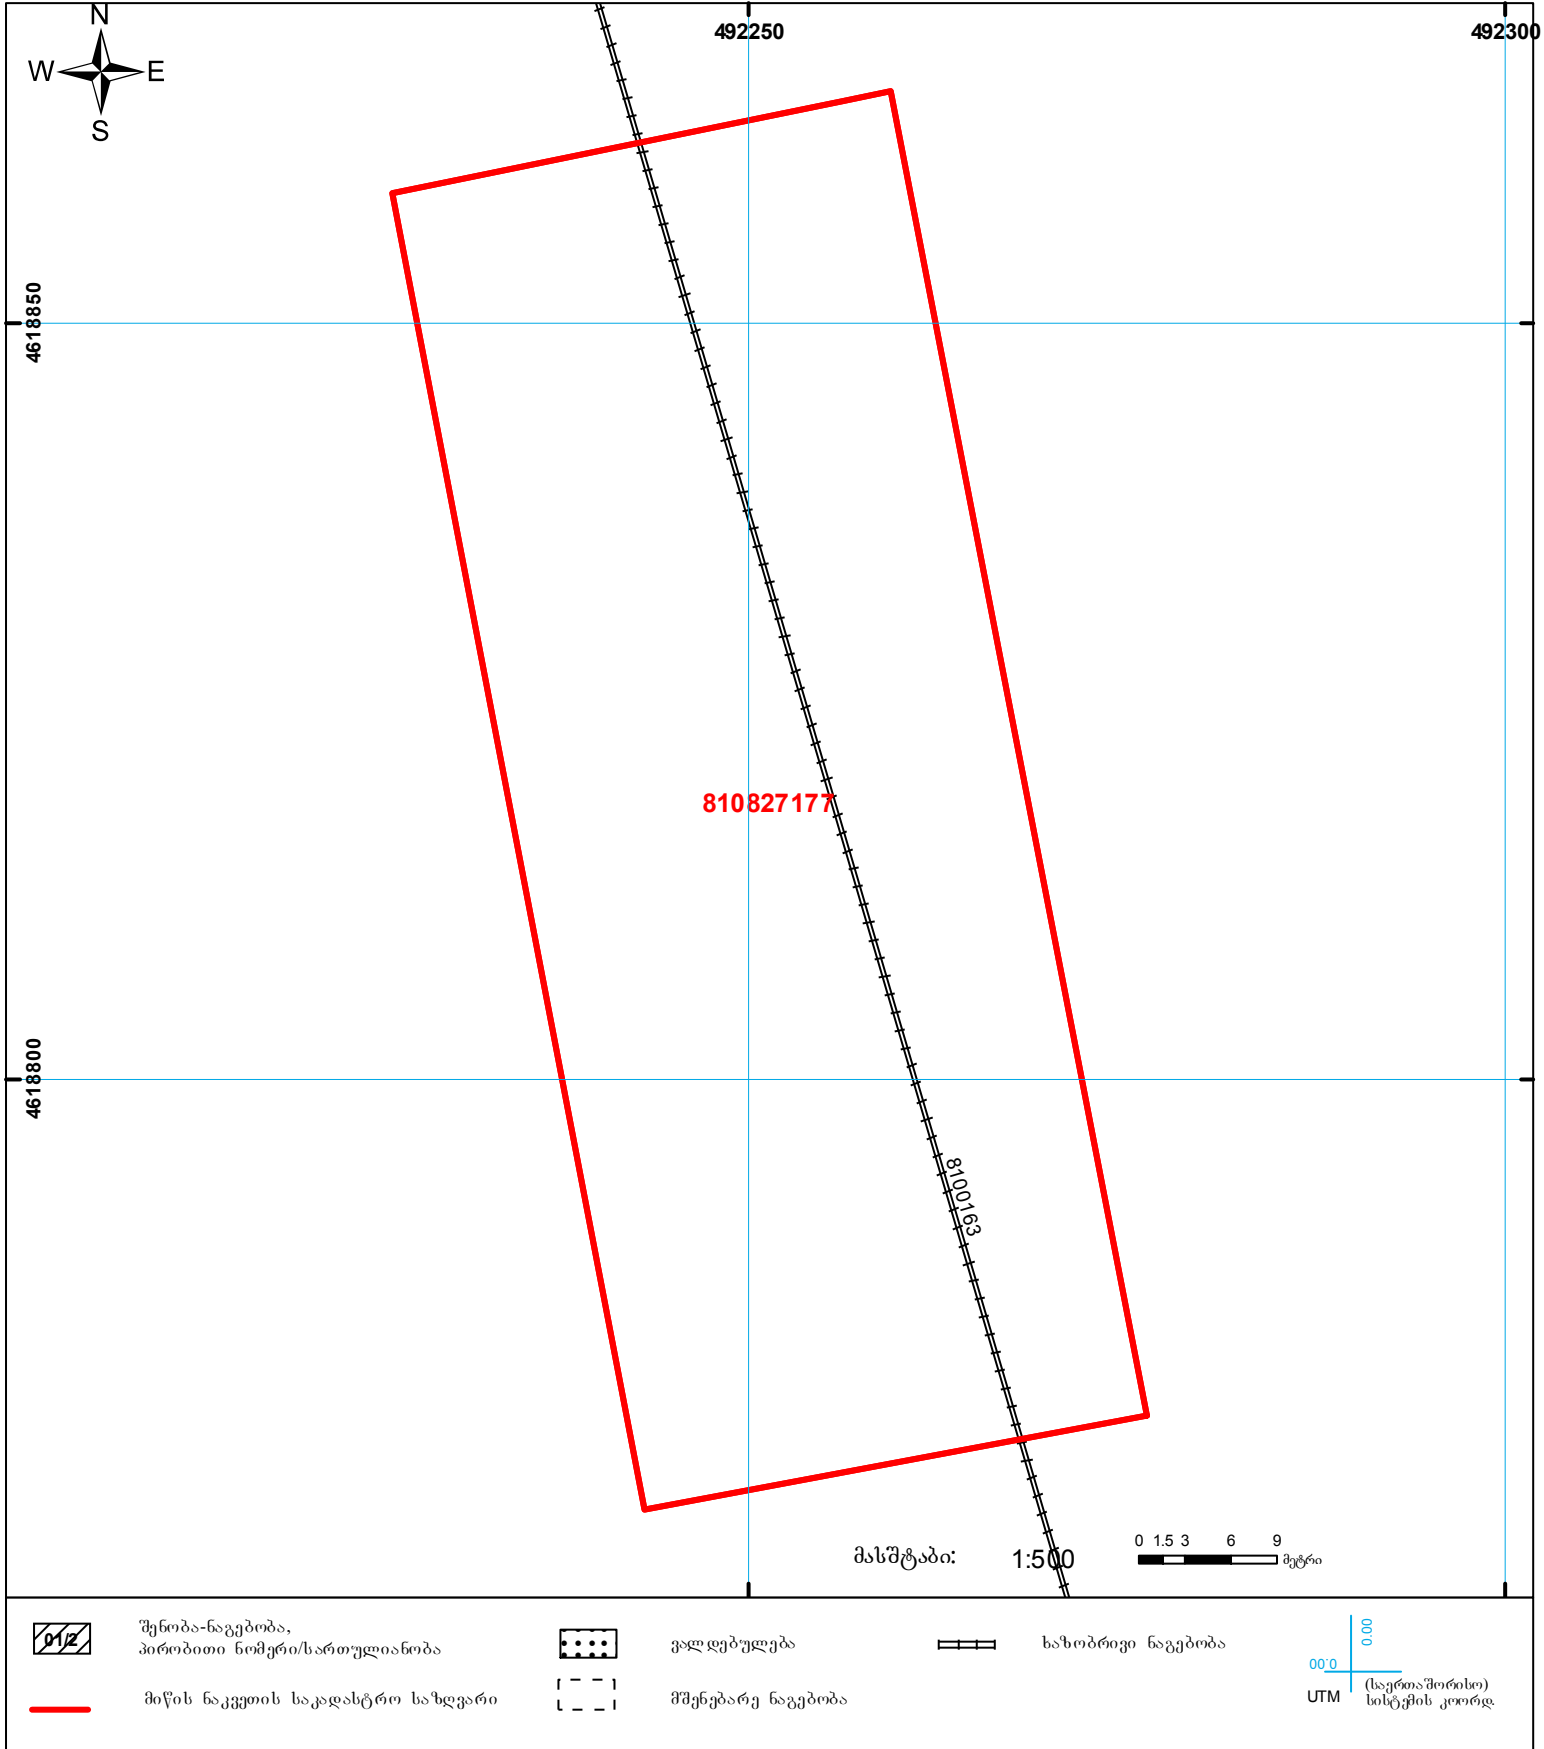 N
W E
S
492250
492300
4618850
810827177
4618800
8100163
მასშტაბი: 1:500
0 1.5 3 6 9
მეტრი
01/2
შენობა-ნაგებობა,
პირობითი ნომერი/სართულიანობა
ვალდებულება
ხაზობრივი ნაგებობა
მიწის ნაკვეთის საკადასტრო საზღვარი
მშენებარე ნაგებობა
00.0
00.0
UTM
(საერთაშორისო)
სისტემის კოორდ.